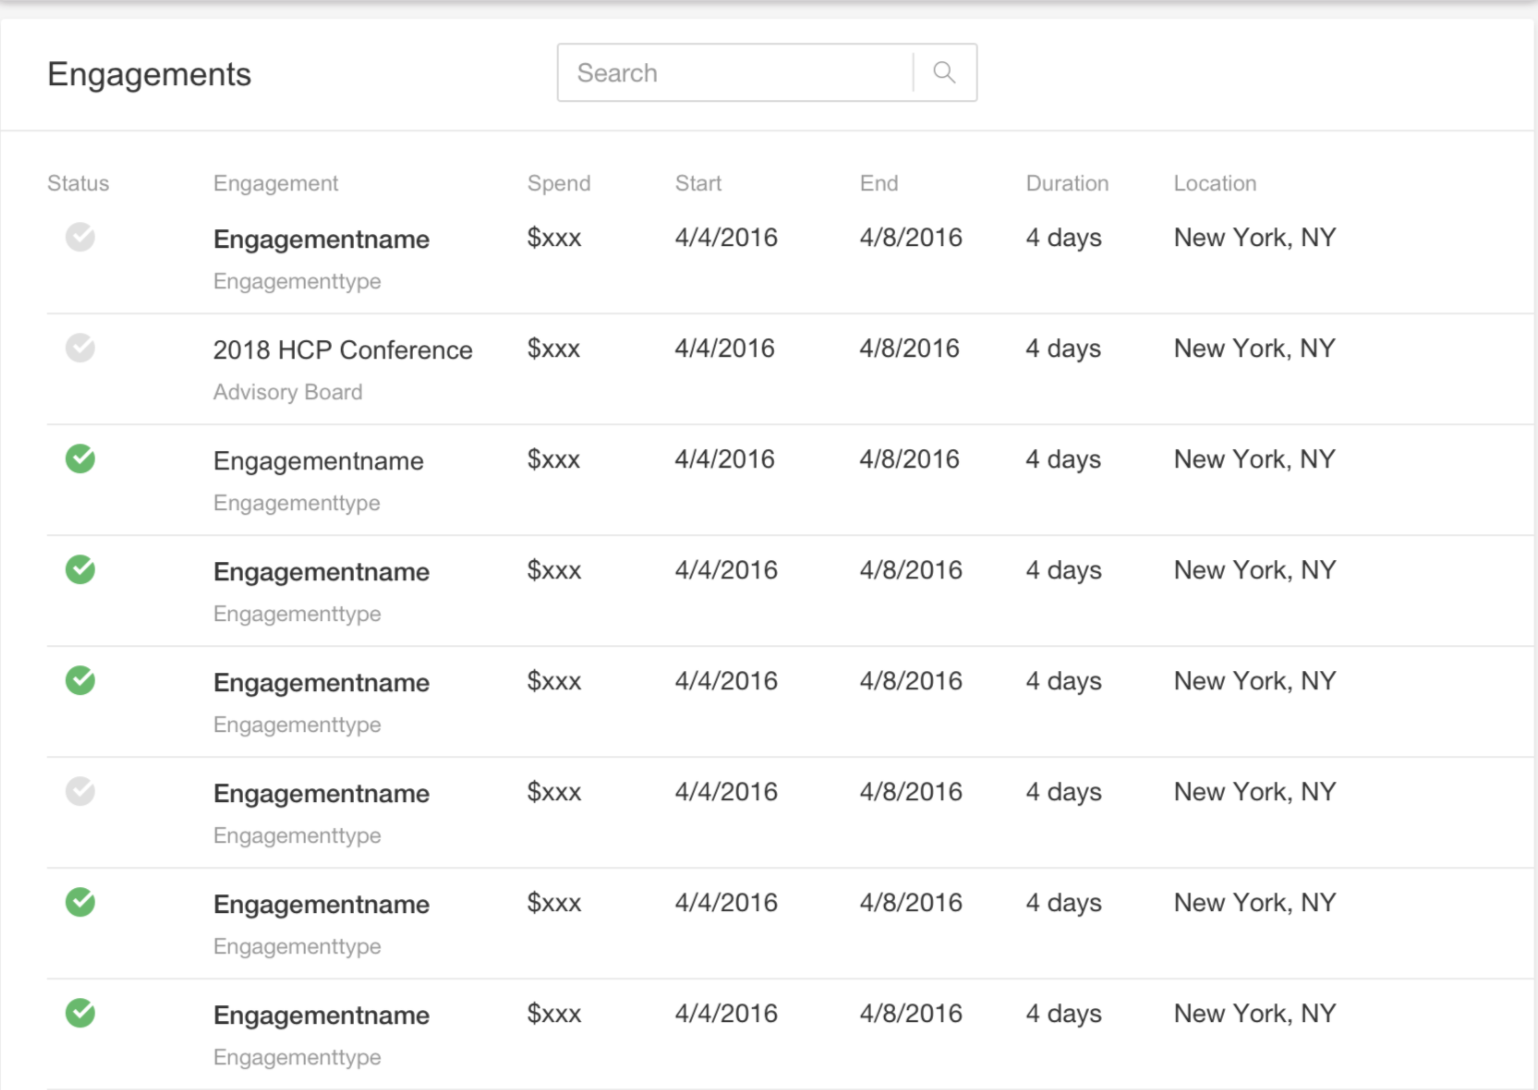 Engagements
Search
Status Engagement Spend Start End Duration Location
Engagementname $xxx 4/4/2016 4/8/2016 4 days New York, NY
Engagementtype
2018 HCP Conference $xxx 4/4/2016 4/8/2016 4 days New York, NY
Advisory Board
Engagementname $xxx 4/4/2016 4/8/2016 4 days New York, NY
Engagementtype
Engagementname $xxx 4/4/2016 4/8/2016 4 days New York, NY
Engagementtype
Engagementname $xxx 4/4/2016 4/8/2016 4 days New York, NY
Engagementtype
Engagementname $xxx 4/4/2016 4/8/2016 4 days New York, NY
Engagementtype
Engagementname $xxx 4/4/2016 4/8/2016 4 days New York, NY
Engagementtype
Engagementname $xxx 4/4/2016 4/8/2016 4 days New York, NY
Engagementtype